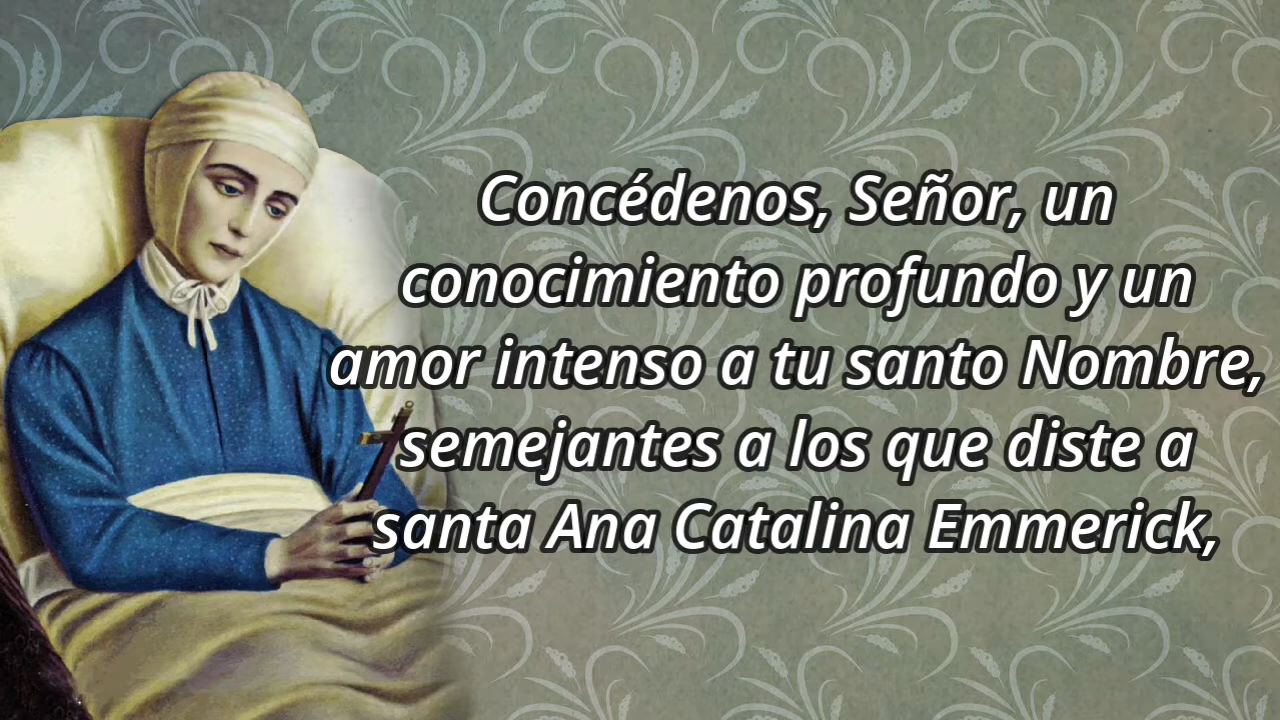 Concédenos, Señor, un
conocimiento profundo y un
amor intenso a tu santo Nombre,
semejantes a los que diste a
santa Ana Catalina Emmerick,